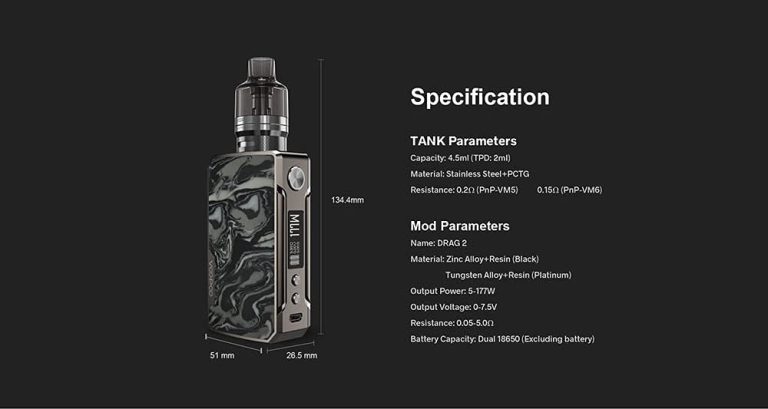 Specification
TANK Parameters
Capacity: 4.5ml (TPD: 2ml)
Material: Stainless Steel+PCTG
Resistance: 0.2Ω (PnP-VM5) 0.15Ω (PnP-VM6)
134.4mm
Mod Parameters
Name: DRAG 2
Material: Zinc Alloy+Resin (Black)
Tungsten Alloy+Resin (Platinum)
Output Power: 5-177W
Output Voltage: 0-7.5V
Resistance: 0.05-5.0Ω
Battery Capacity: Dual 18650 (Excluding battery)
51 mm
26.5 mm
VOOPOO